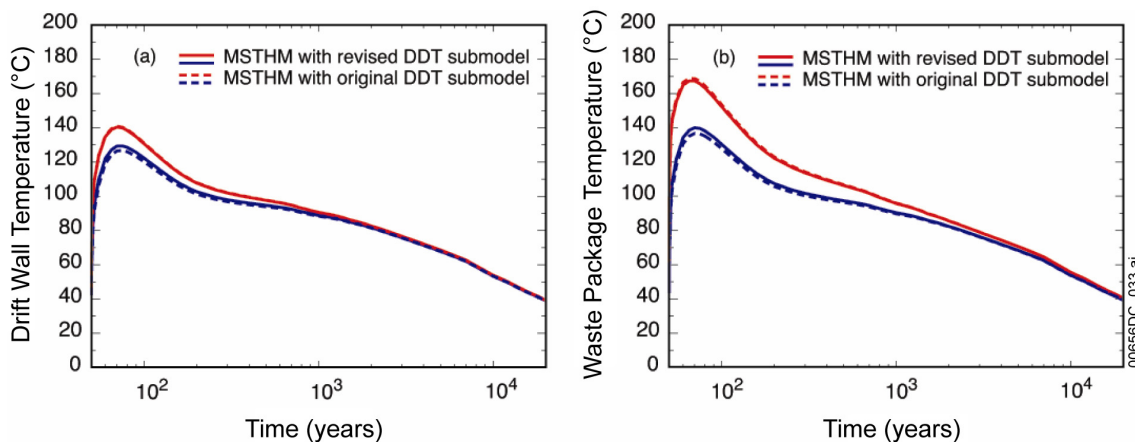 (a)
MSTHM with revised DDT submodel
MSTHM with original DDT submodel
Drift Wall Temperature (°C)
200
180
160
140
120
100
80
60
40
20
0
10²
10³
10⁴
Time (years)
(b)
MSTHM with revised DDT submodel
MSTHM with original DDT submodel
Waste Package Temperature (°C)
200
180
160
140
120
100
80
60
40
20
0
10²
10³
10⁴
Time (years)
00656DC_033.ai